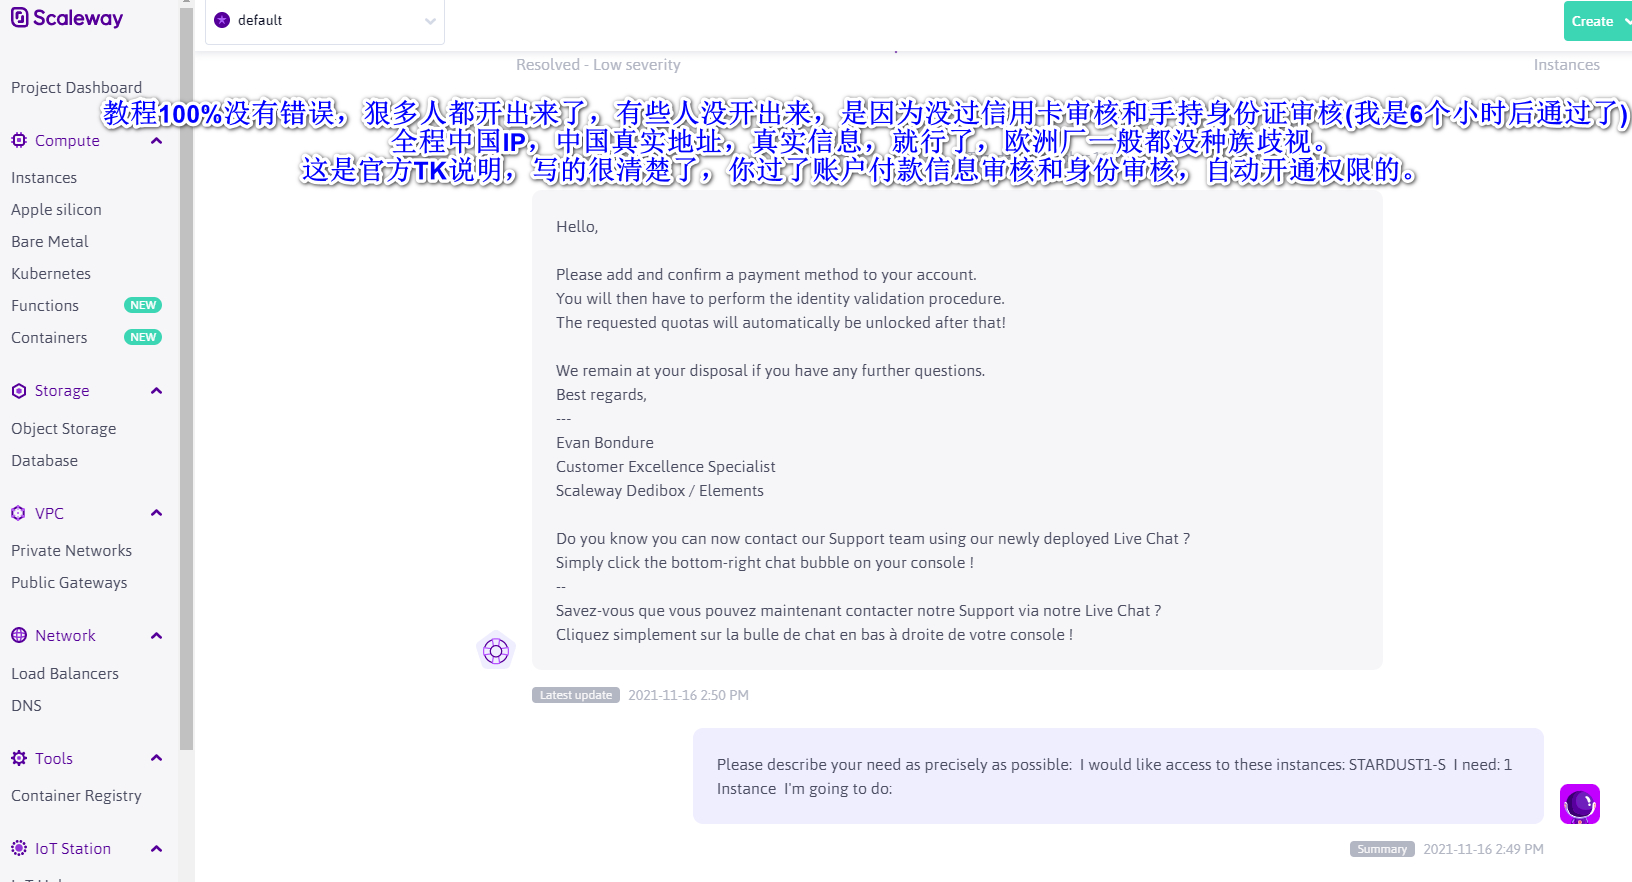 Scaleway
default
Create
Resolved - Low severity
Instances
Project Dashboard
教程100%没有错误，狠多人都开出来了，有些人没开出来，是因为没过信用卡审核和手持身份证审核(我是6个小时后通过了)
全程中国IP，中国真实地址，真实信息，就行了，欧洲厂一般都没种族歧视。
这是官方TK说明，写的很清楚了，你过了账户付款信息审核和身份审核，自动开通权限的。
Compute
Instances
Apple silicon
Bare Metal
Kubernetes
Functions NEW
Containers NEW
Storage
Object Storage
Database
VPC
Private Networks
Public Gateways
Network
Load Balancers
DNS
Tools
Container Registry
IoT Station
Hello,
Please add and confirm a payment method to your account.
You will then have to perform the identity validation procedure.
The requested quotas will automatically be unlocked after that!
We remain at your disposal if you have any further questions.
Best regards,
---
Evan Bondure
Customer Excellence Specialist
Scaleway Dedibox / Elements
Do you know you can now contact our Support team using our newly deployed Live Chat ?
Simply click the bottom-right chat bubble on your console !
--
Savez-vous que vous pouvez maintenant contacter notre Support via notre Live Chat ?
Cliquez simplement sur la bulle de chat en bas à droite de votre console !
Latest update 2021-11-16 2:50 PM
Please describe your need as precisely as possible:  I would like access to these instances: STARDUST1-S  I need: 1
Instance  I'm going to do:
Summary 2021-11-16 2:49 PM